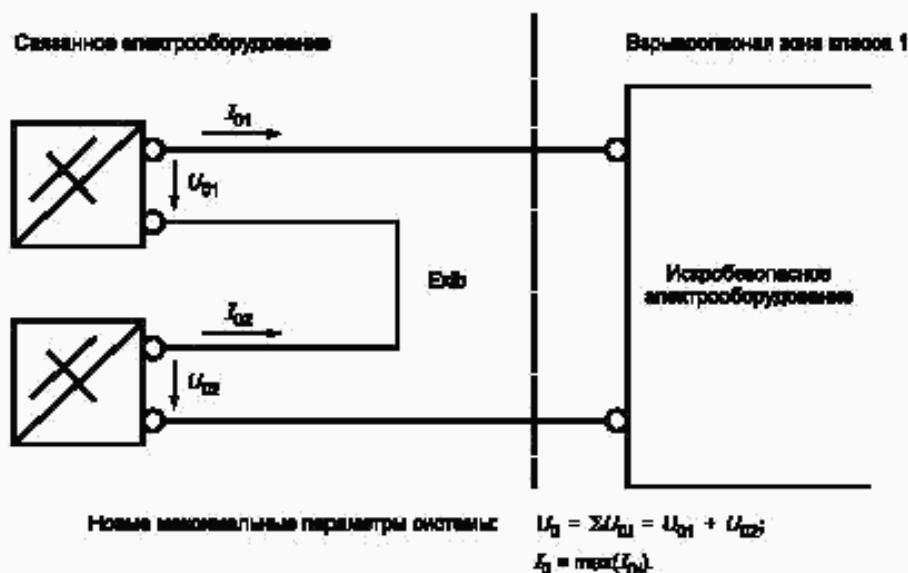 Связанное электрооборудование
Взрывоопасная зона класса 1
I01
U01
Exib
Искробезопасное
электрооборудование
I02
U02
Новые максимальные параметры системы:
U0 = ΣU0i = U01 + U02;
I0 = max(I0i).